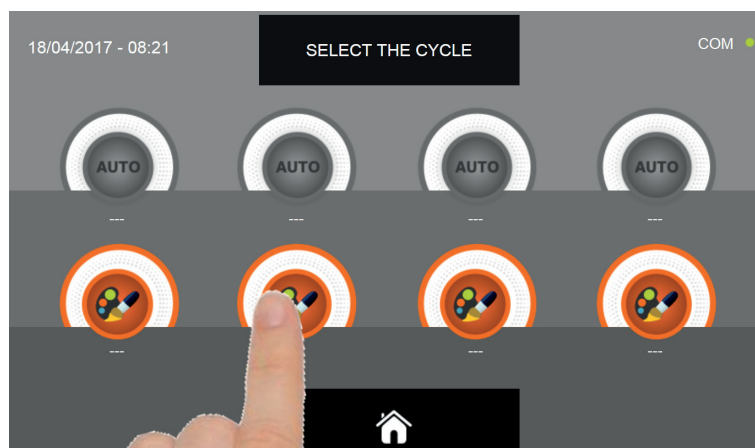 18/04/2017 - 08:21
SELECT THE CYCLE
COM
AUTO AUTO AUTO AUTO
--- --- --- ---
--- --- --- ---